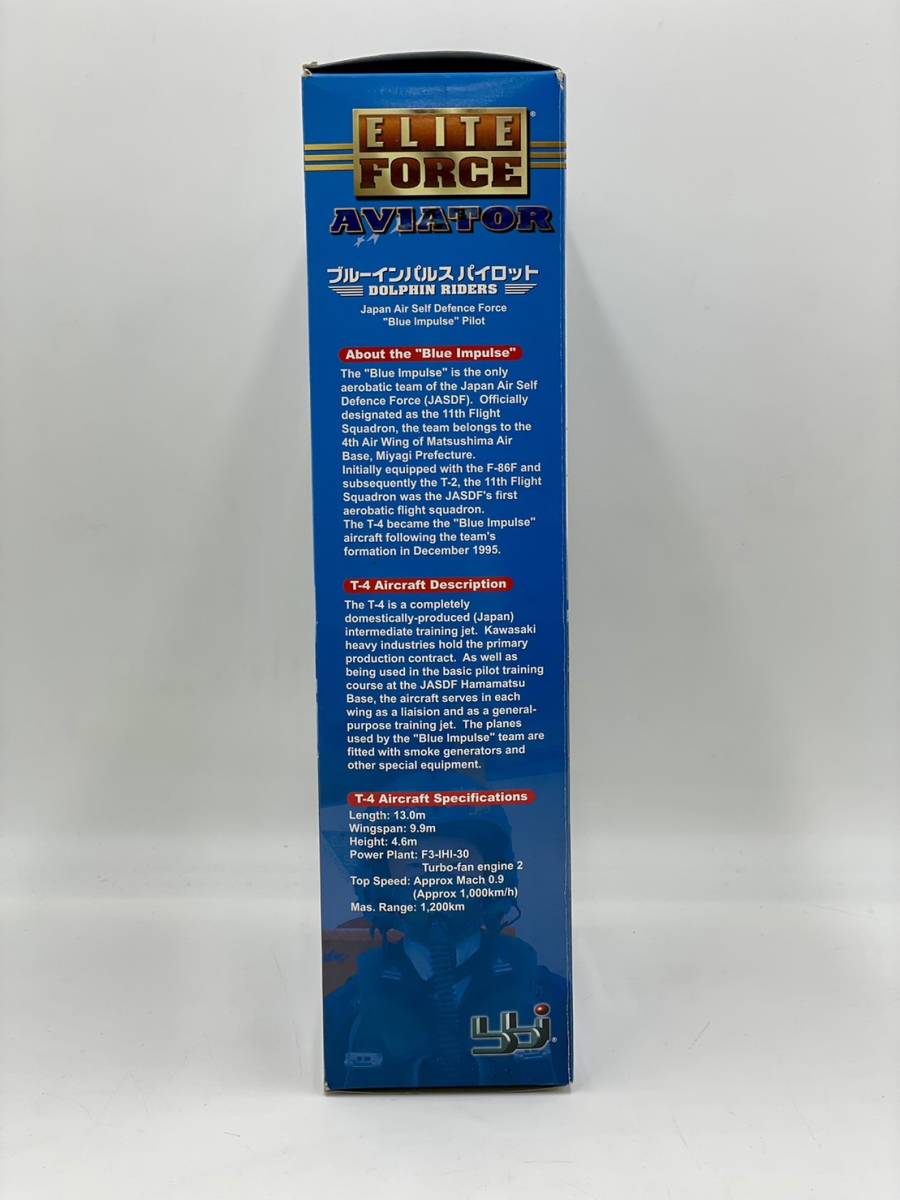 ELITE
FORCE
®
AVIATOR
ブルーインパルス パイロット
DOLPHIN RIDERS
Japan Air Self Defence Force
"Blue Impulse" Pilot
About the "Blue Impulse"
The "Blue Impulse" is the only
aerobatic team of the Japan Air Self
Defence Force (JASDF). Officially
designated as the 11th Flight
Squadron, the team belongs to the
4th Air Wing of Matsushima Air
Base, Miyagi Prefecture.
Initially equipped with the F-86F and
subsequently the T-2, the 11th Flight
Squadron was the JASDF's first
aerobatic flight squadron.
The T-4 became the "Blue Impulse"
aircraft following the team's
formation in December 1995.
T-4 Aircraft Description
The T-4 is a completely
domestically-produced (Japan)
intermediate training jet. Kawasaki
heavy industries hold the primary
production contract. As well as
being used in the basic pilot training
course at the JASDF Hamamatsu
Base, the aircraft serves in each
wing as a liaision and as a general-
purpose training jet. The planes
used by the "Blue Impulse" team are
fitted with smoke generators and
other special equipment.
T-4 Aircraft Specifications
Length: 13.0m
Wingspan: 9.9m
Height: 4.6m
Power Plant: F3-IHI-30
Turbo-fan engine 2
Top Speed: Approx Mach 0.9
(Approx 1,000km/h)
Mas. Range: 1,200km
bbi®